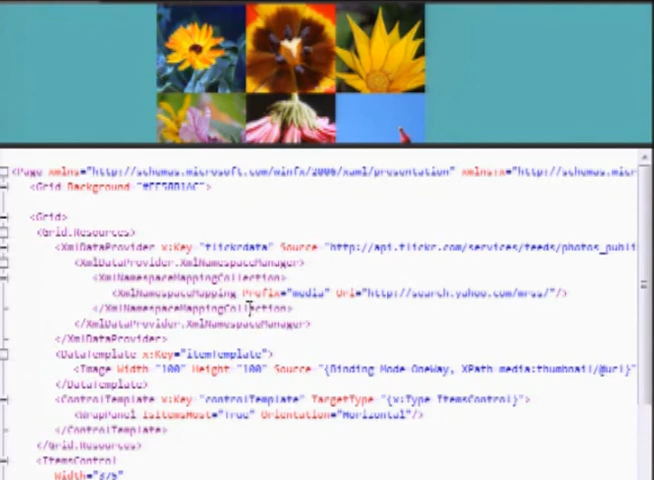 <Page xmlns="http://schemas.microsoft.com/winfx/2006/xaml/presentation" xmlns:x="http://schemas.micr
<Grid Background=
<Grid>
<Grid.Resources>
<XmlDataProvider x:Key="flickrdata" Source="http://api.flickr.com/services/feeds/photos_publi
<XmlDataProvider.XmlNamespaceManager>
<XmlNamespaceMappingCollection>
<XmlNamespaceMapping Prefix="media" Uri="http://search.yahoo.com/mrss/"/>
</XmlNamespaceMappingCollection>
</XmlDataProvider.XmlNamespaceManager>
</XmlDataProvider>
<DataTemplate x:Key="itemTemplate">
<Image Width="100" Height="100" Source="{Binding Mode=OneWay, XPath=media:thumbnail/@url}"
</DataTemplate>
<ControlTemplate x:Key="controlTemplate" TargetType="{x:Type ItemsControl}">
<WrapPanel IsItemsHost="True" Orientation="Horizontal"/>
</ControlTemplate>
</Grid.Resources>
<ItemsControl
Width="375"